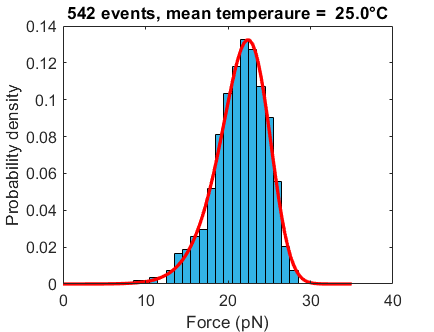 542 events, mean temperaure =  25.0°C
0.14
0.12
0.1
0.08
0.06
0.04
0.02
0
Probability density
0 10 20 30 40
Force (pN)